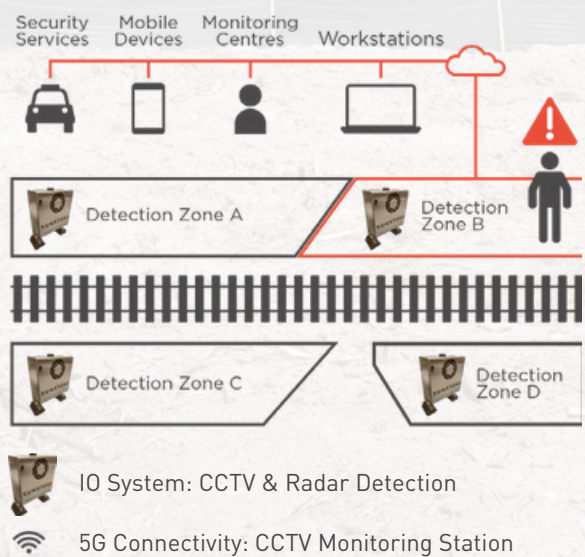 Security
Services
Mobile
Devices
Monitoring
Centres
Workstations
Detection Zone A
Detection
Zone B
Detection Zone C
Detection
Zone D
IO System: CCTV & Radar Detection
5G Connectivity: CCTV Monitoring Station